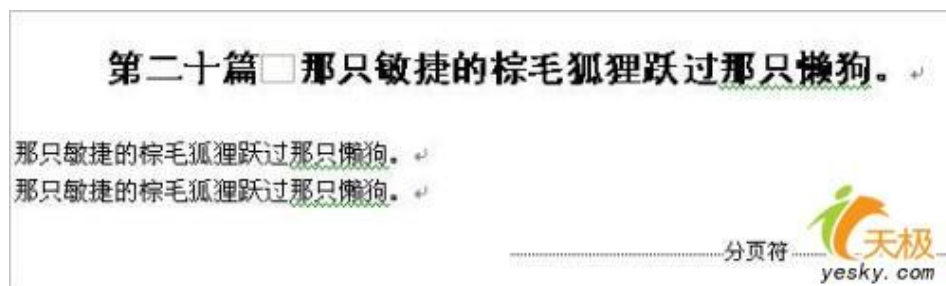 第二十篇□那只敏捷的棕毛狐狸跃过那只懒狗。
那只敏捷的棕毛狐狸跃过那只懒狗。
那只敏捷的棕毛狐狸跃过那只懒狗。
分页符
天极
yesky.com